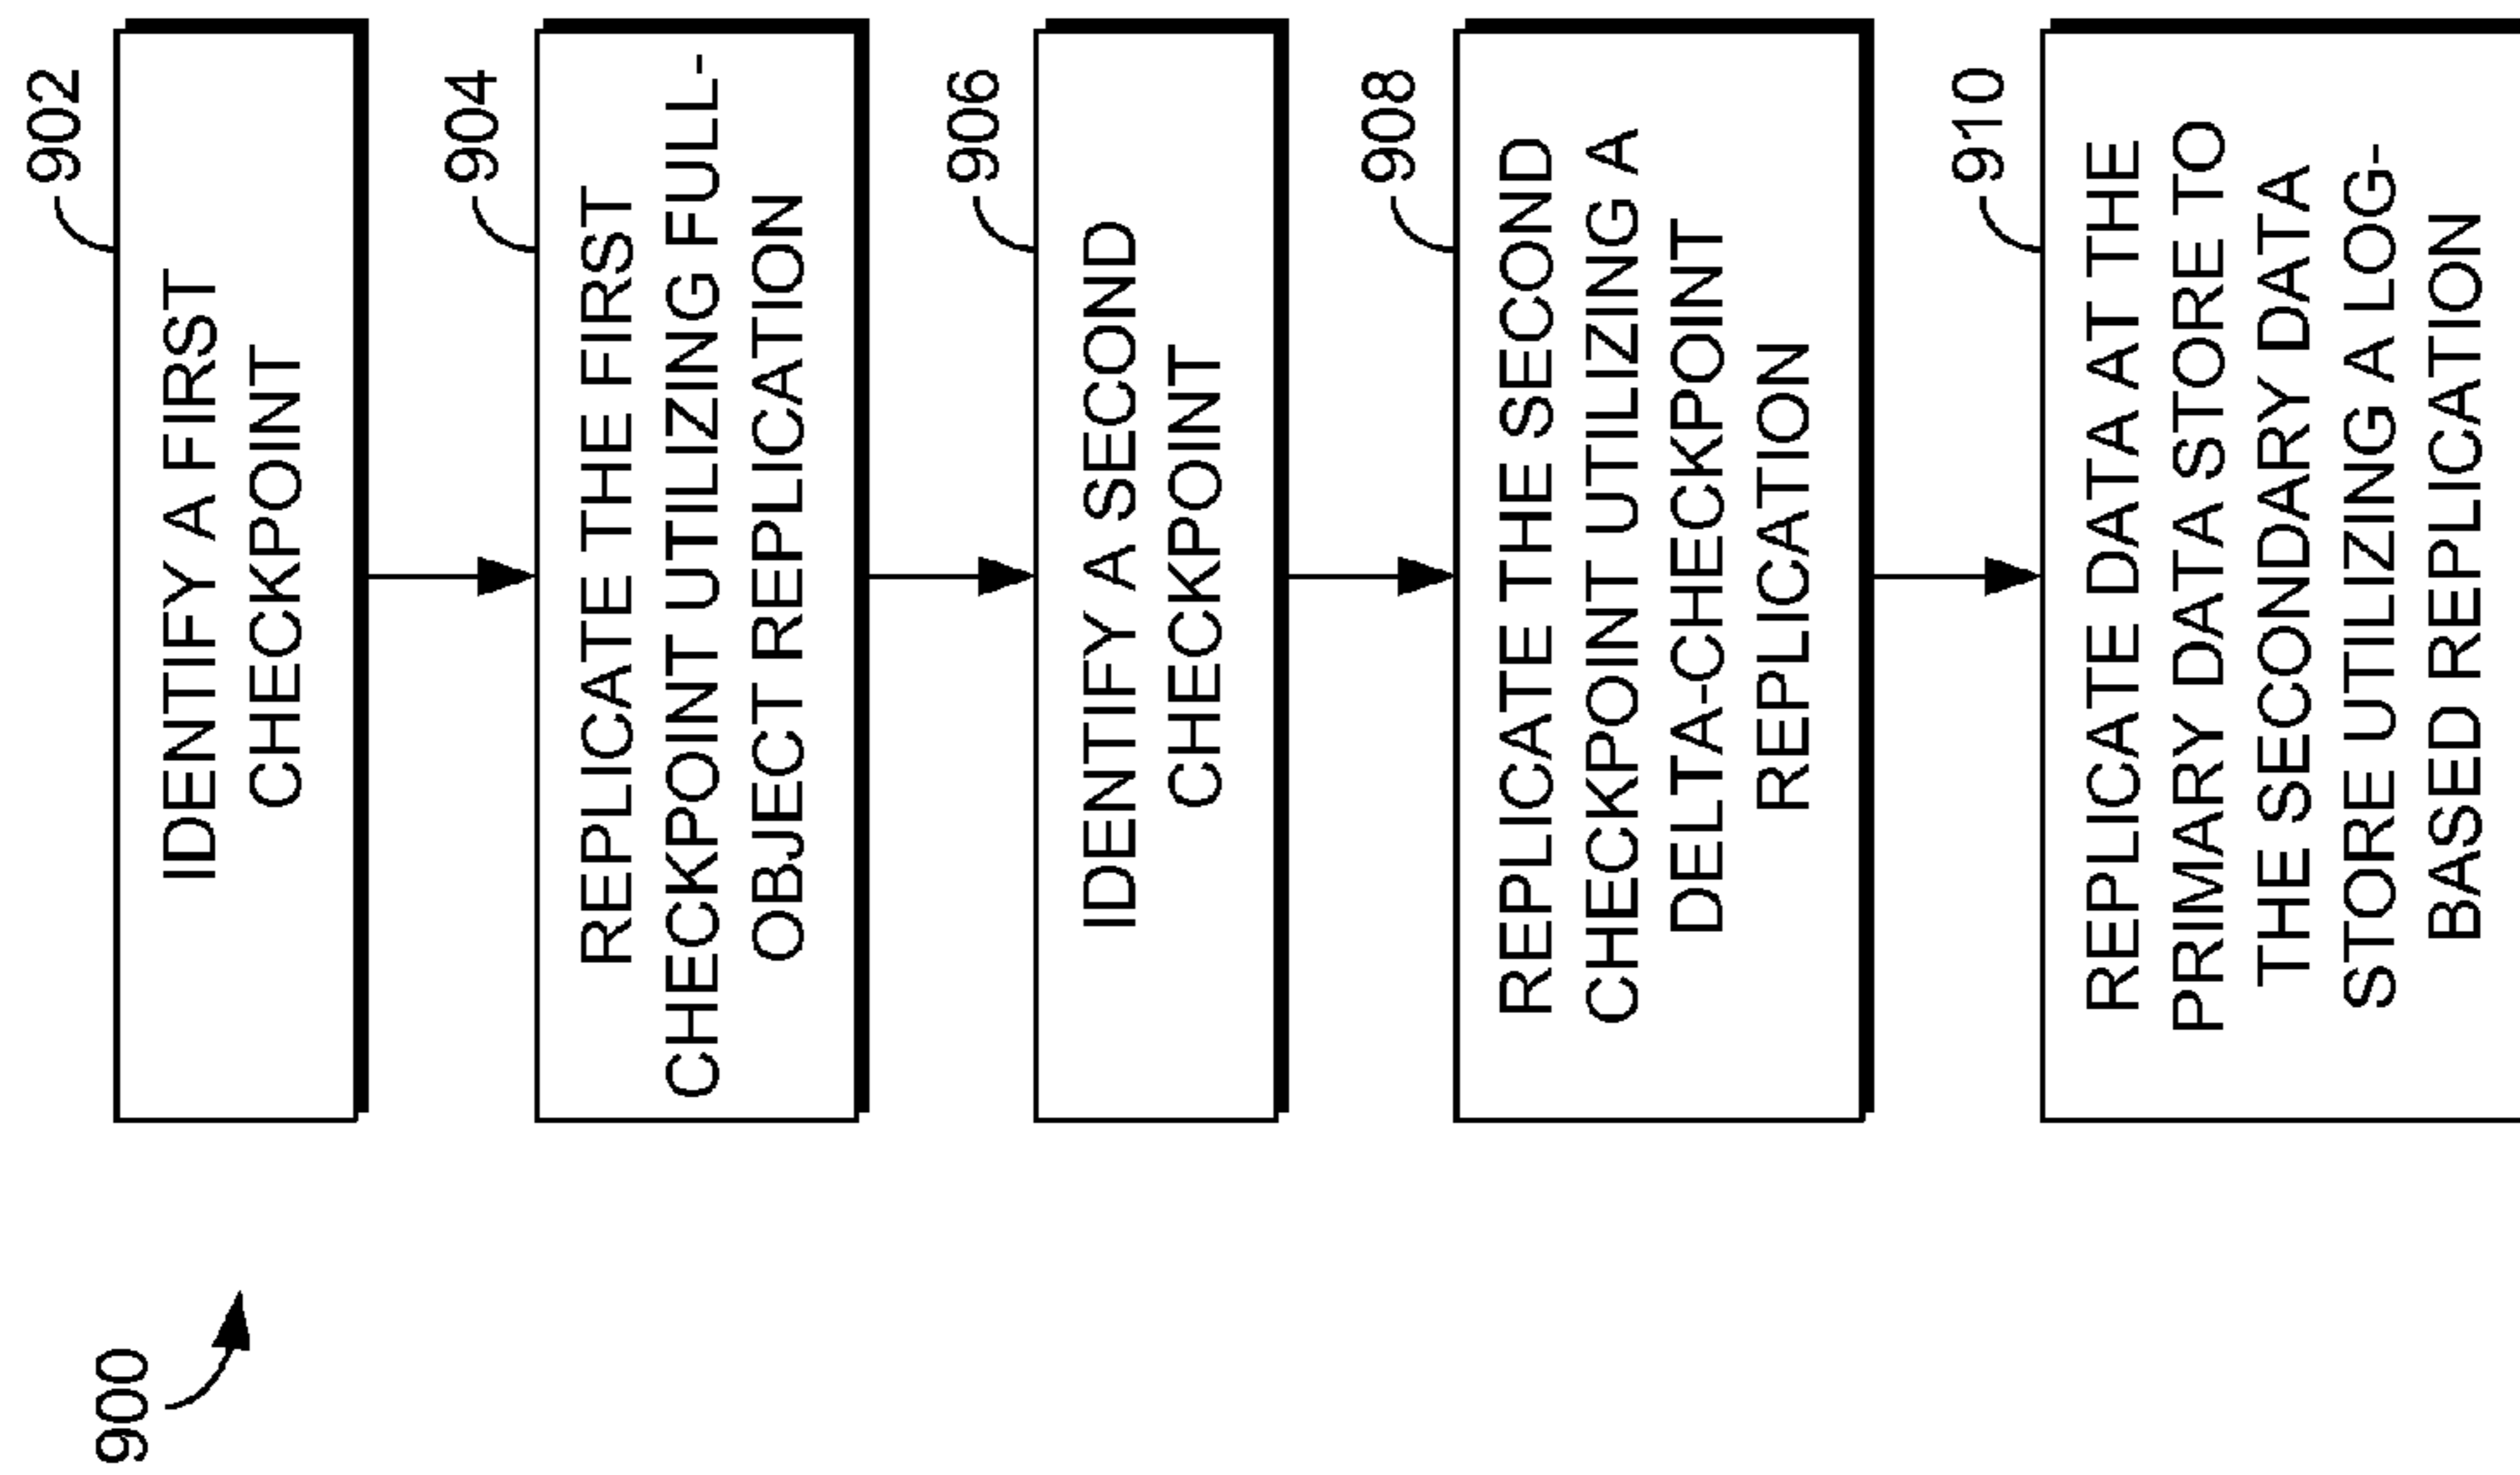 900
902
IDENTIFY A FIRST
CHECKPOINT
904
REPLICATE THE FIRST
CHECKPOINT UTILIZING FULL-
OBJECT REPLICATION
906
IDENTIFY A SECOND
CHECKPOINT
908
REPLICATE THE SECOND
CHECKPOINT UTILIZING A
DELTA-CHECKPOINT
REPLICATION
910
REPLICATE DATA AT THE
PRIMARY DATA STORE TO
THE SECONDARY DATA
STORE UTILIZING A LOG-
BASED REPLICATION